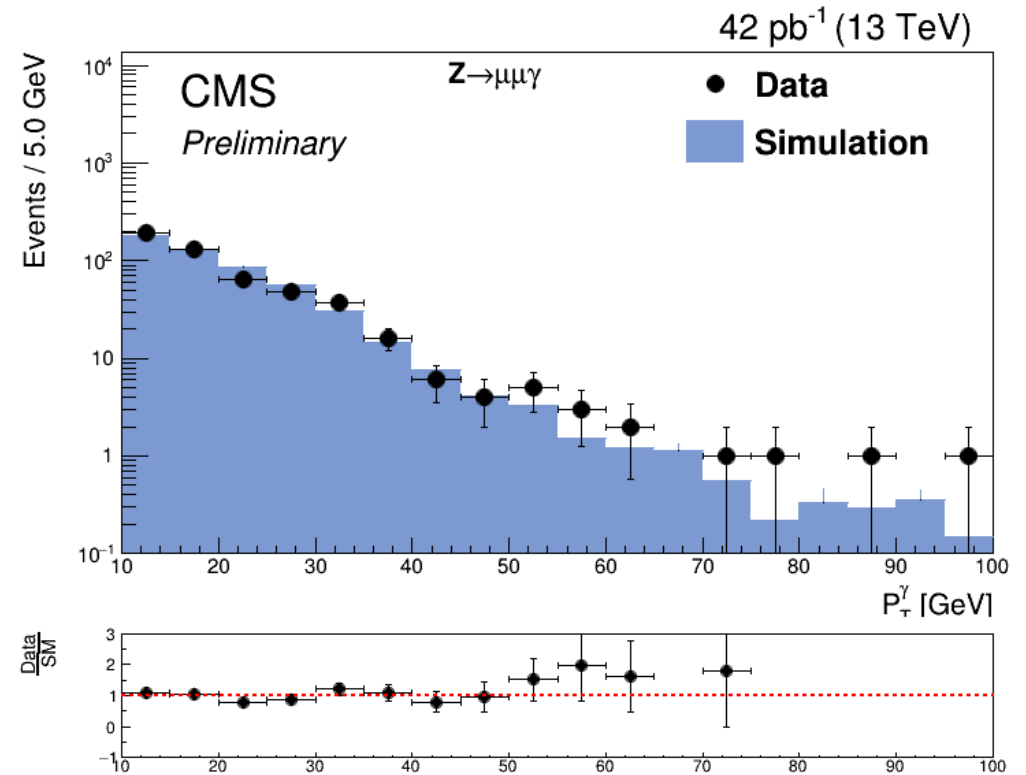 42 pb⁻¹ (13 TeV)
CMS
Preliminary
Z→μμγ
Data
Simulation
Events / 5.0 GeV
10⁴
10³
10²
10
1
10⁻¹
10 20 30 40 50 60 70 80 90 100
P_T^γ [GeV]
Data
SM
3
2
1
0
−1
10 20 30 40 50 60 70 80 90 100